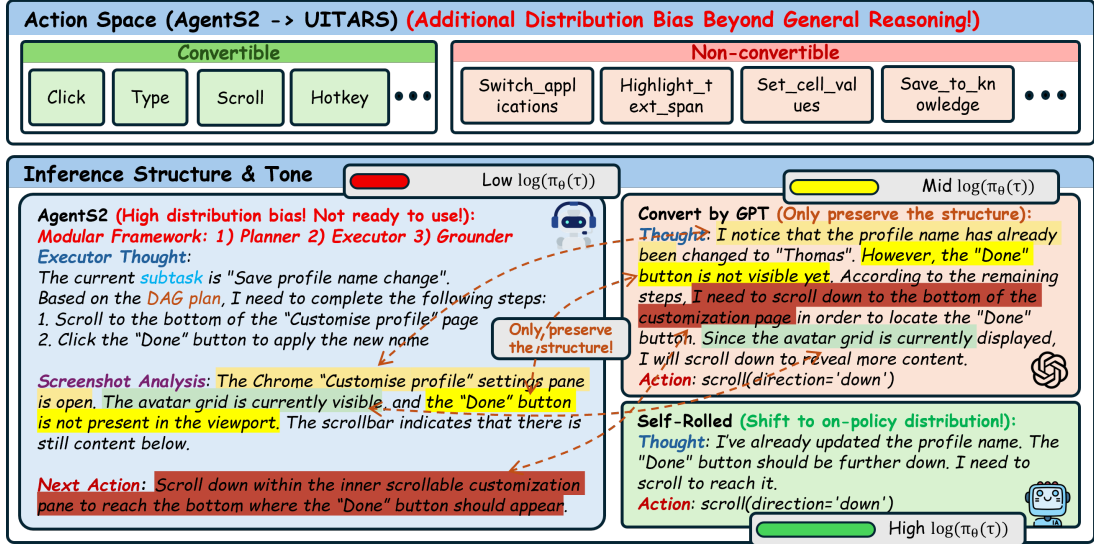 Action Space (AgentS2 -> UITARS) (Additional Distribution Bias Beyond General Reasoning!)
Convertible
Click
Type
Scroll
Hotkey
•••
Non-convertible
Switch_appl
ications
Highlight_t
ext_span
Set_cell_val
ues
Save_to_kn
owledge
•••
Inference Structure & Tone
Low log(πθ(τ))
AgentS2 (High distribution bias! Not ready to use!):
Modular Framework: 1) Planner 2) Executor 3) Grounder
Executor Thought:
The current subtask is "Save profile name change".
Based on the DAG plan, I need to complete the following steps:
1. Scroll to the bottom of the “Customise profile” page
2. Click the “Done” button to apply the new name
Screenshot Analysis: The Chrome “Customise profile” settings pane
is open. The avatar grid is currently visible, and the “Done” button
is not present in the viewport. The scrollbar indicates that there is
still content below.
Next Action: Scroll down within the inner scrollable customization
pane to reach the bottom where the “Done” button should appear.
Only preserve
the structure!
Mid log(πθ(τ))
Convert by GPT (Only preserve the structure):
Thought: I notice that the profile name has already
been changed to "Thomas". However, the "Done"
button is not visible yet. According to the remaining
steps, I need to scroll down to the bottom of the
customization page in order to locate the "Done"
button. Since the avatar grid is currently displayed,
I will scroll down to reveal more content.
Action: scroll(direction='down')
Self-Rolled (Shift to on-policy distribution!):
Thought: I’ve already updated the profile name. The
"Done" button should be further down. I need to
scroll to reach it.
Action: scroll(direction='down')
High log(πθ(τ))